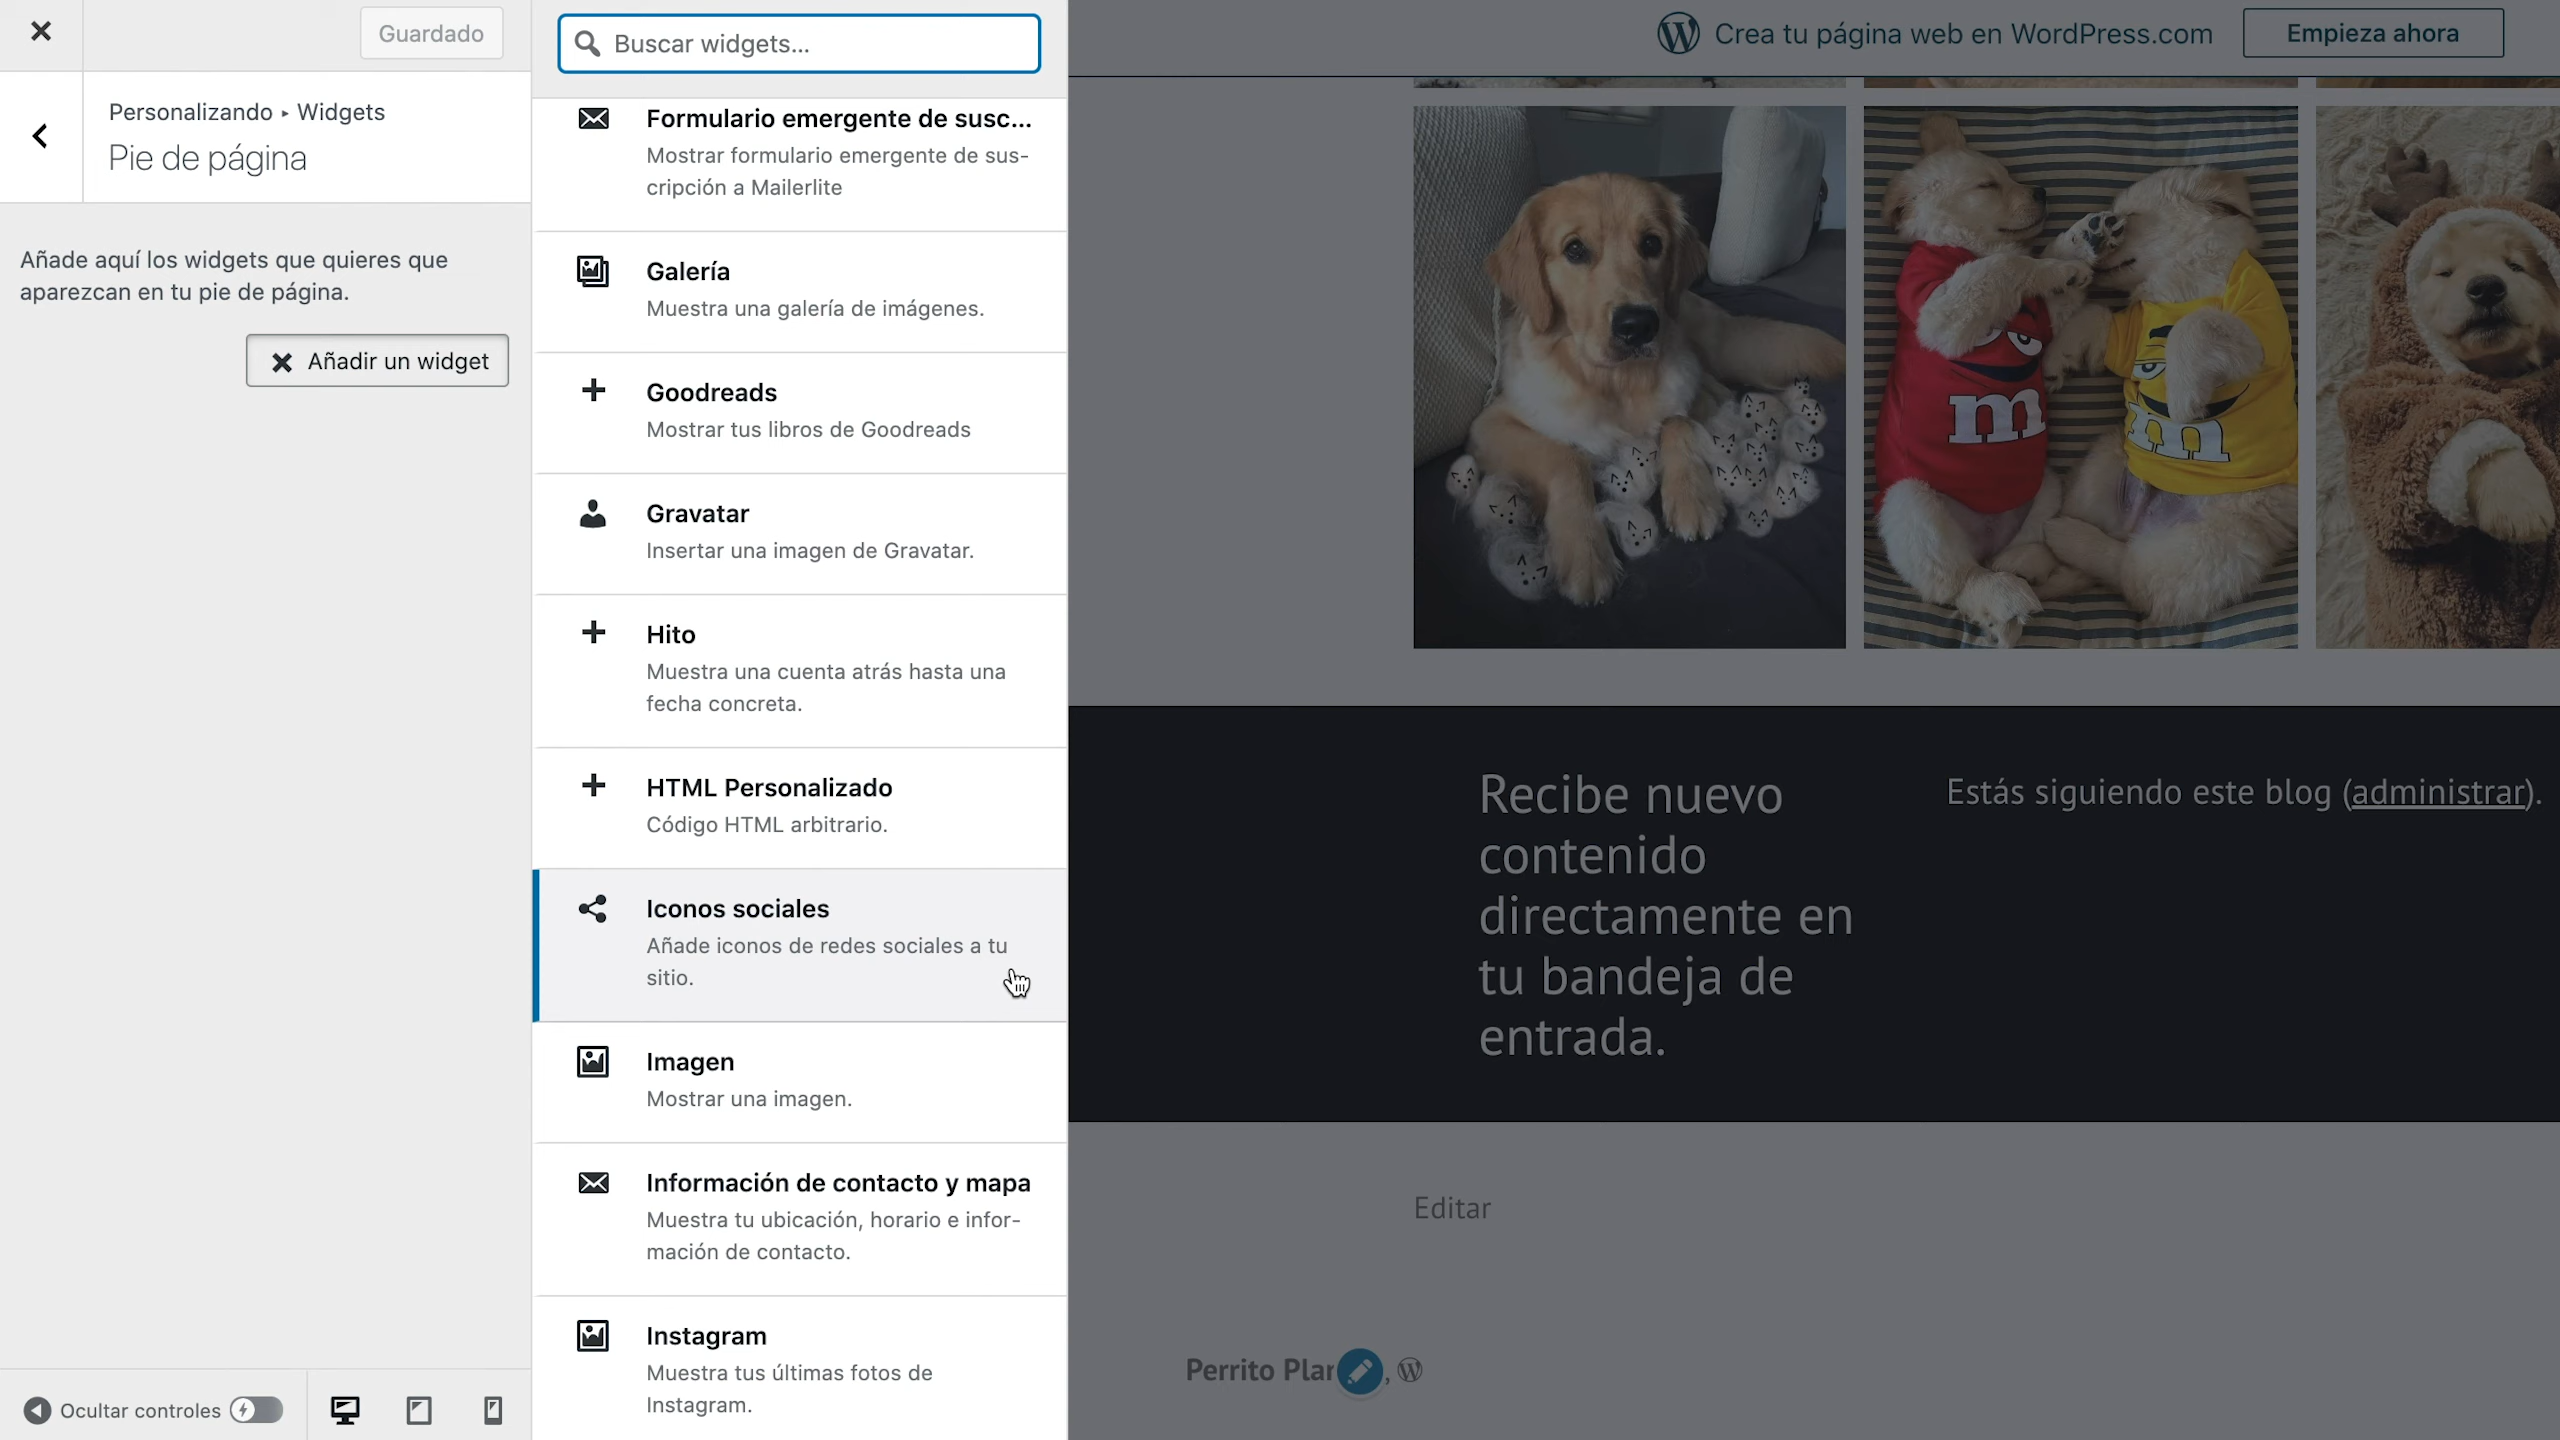 Guardado
Personalizando ▸ Widgets
Pie de página
Añade aquí los widgets que quieres que
aparezcan en tu pie de página.
Añadir un widget
Ocultar controles
Buscar widgets...
Formulario emergente de susc...
Mostrar formulario emergente de sus-
cripción a Mailerlite
Galería
Muestra una galería de imágenes.
Goodreads
Mostrar tus libros de Goodreads
Gravatar
Insertar una imagen de Gravatar.
Hito
Muestra una cuenta atrás hasta una
fecha concreta.
HTML Personalizado
Código HTML arbitrario.
Iconos sociales
Añade iconos de redes sociales a tu
sitio.
Imagen
Mostrar una imagen.
Información de contacto y mapa
Muestra tu ubicación, horario e infor-
mación de contacto.
Instagram
Muestra tus últimas fotos de
Instagram.
Crea tu página web en WordPress.com
Empieza ahora
m
m
Recibe nuevo
contenido
directamente en
tu bandeja de
entrada.
Estás siguiendo este blog (administrar).
Editar
Perrito Plar,